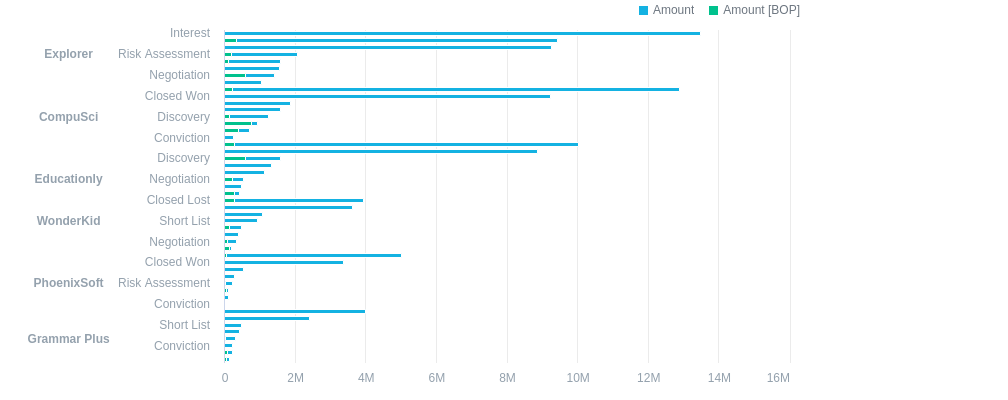 Amount Amount [BOP]
Interest
Explorer Risk Assessment
Negotiation
Closed Won
CompuSci Discovery
Conviction
Discovery
Educationly Negotiation
Closed Lost
WonderKid Short List
Negotiation
Closed Won
PhoenixSoft Risk Assessment
Conviction
Short List
Grammar Plus
Conviction
0 2M 4M 6M 8M 10M 12M 14M 16M